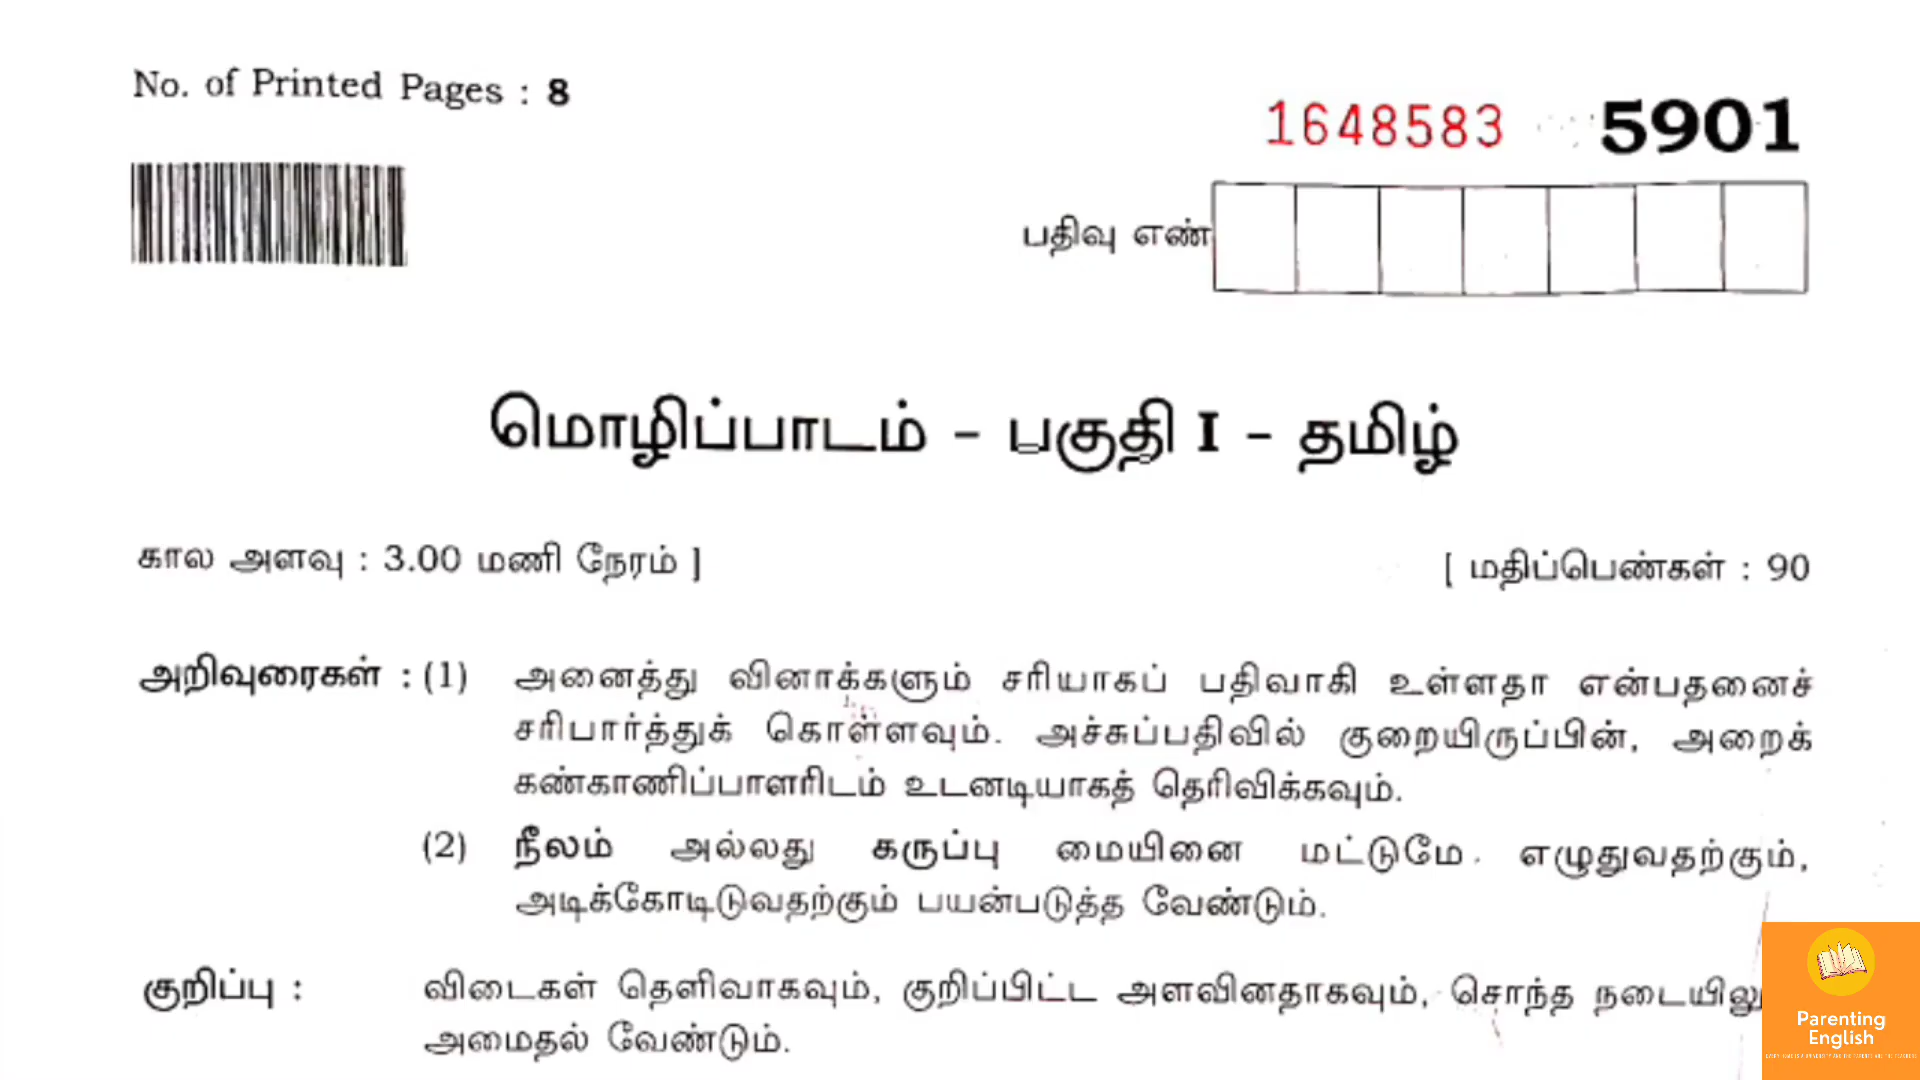 No. of Printed Pages : 8
1648583 5901
பதிவு எண்
மொழிப்பாடம் – பகுதி I – தமிழ்
கால அளவு : 3.00 மணி நேரம் ]
[ மதிப்பெண்கள் : 90
அறிவுரைகள் : (1) அனைத்து வினாக்களும் சரியாகப் பதிவாகி உள்ளதா என்பதனைச்
சரிபார்த்துக் கொள்ளவும். அச்சுப்பதிவில் குறையிருப்பின், அறைக்
கண்காணிப்பாளரிடம் உடனடியாகத் தெரிவிக்கவும்.
(2) நீலம் அல்லது கருப்பு மையினை மட்டுமே எழுதுவதற்கும்,
அடிக்கோடிடுவதற்கும் பயன்படுத்த வேண்டும்.
குறிப்பு : விடைகள் தெளிவாகவும், குறிப்பிட்ட அளவினதாகவும், சொந்த நடையிலு
அமைதல் வேண்டும்.
Parenting
English